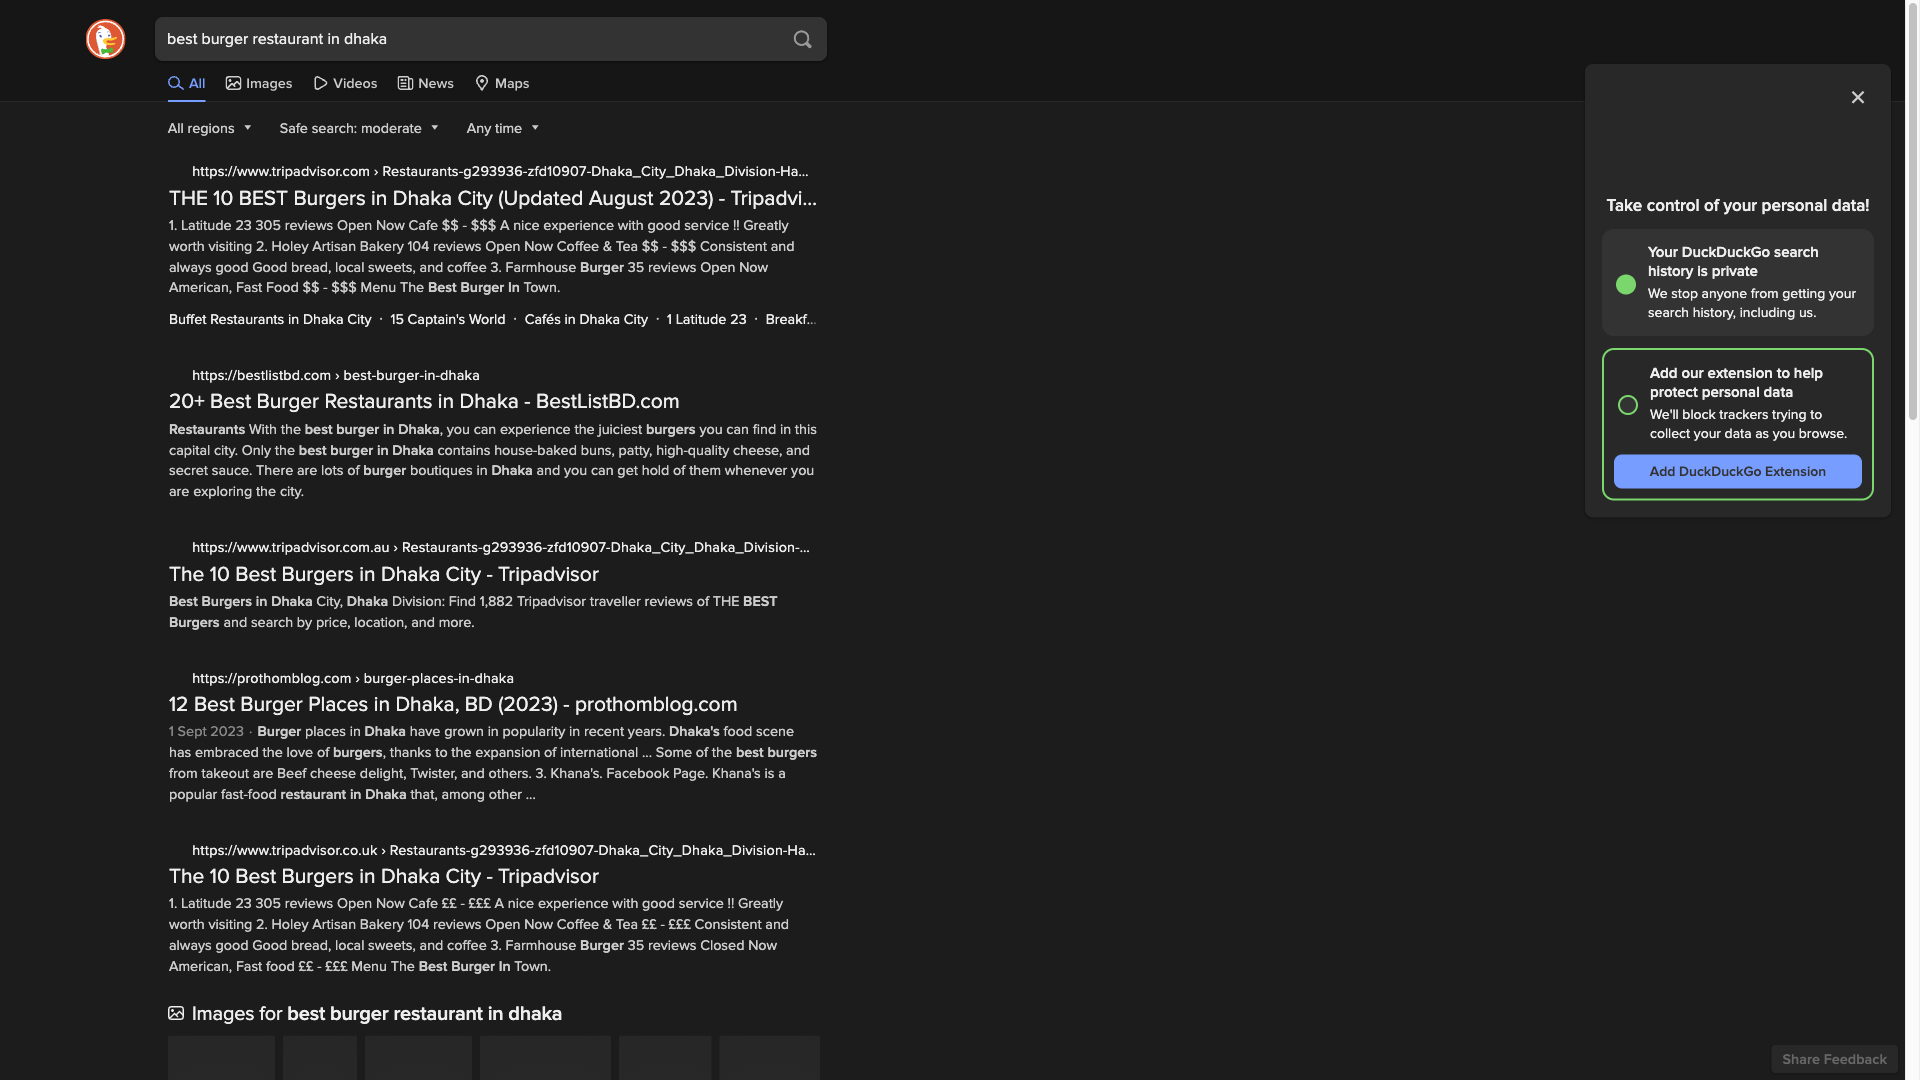 best burger restaurant in dhaka
All
Images
Videos
News
Maps
All regions
Safe search: moderate
Any time
https://www.tripadvisor.com › Restaurants-g293936-zfd10907-Dhaka_City_Dhaka_Division-Ha...
THE 10 BEST Burgers in Dhaka City (Updated August 2023) - Tripadvi...
1. Latitude 23 305 reviews Open Now Cafe $$ - $$$ A nice experience with good service !! Greatly
worth visiting 2. Holey Artisan Bakery 104 reviews Open Now Coffee & Tea $$ - $$$ Consistent and
always good Good bread, local sweets, and coffee 3. Farmhouse Burger 35 reviews Open Now
American, Fast Food $$ - $$$ Menu The Best Burger In Town.
Buffet Restaurants in Dhaka City · 15 Captain's World · Cafés in Dhaka City · 1 Latitude 23 · Breakf...
https://bestlistbd.com › best-burger-in-dhaka
20+ Best Burger Restaurants in Dhaka - BestListBD.com
Restaurants With the best burger in Dhaka, you can experience the juiciest burgers you can find in this
capital city. Only the best burger in Dhaka contains house-baked buns, patty, high-quality cheese, and
secret sauce. There are lots of burger boutiques in Dhaka and you can get hold of them whenever you
are exploring the city.
https://www.tripadvisor.com.au › Restaurants-g293936-zfd10907-Dhaka_City_Dhaka_Division-...
The 10 Best Burgers in Dhaka City - Tripadvisor
Best Burgers in Dhaka City, Dhaka Division: Find 1,882 Tripadvisor traveller reviews of THE BEST
Burgers and search by price, location, and more.
https://prothomblog.com › burger-places-in-dhaka
12 Best Burger Places in Dhaka, BD (2023) - prothomblog.com
1 Sept 2023 · Burger places in Dhaka have grown in popularity in recent years. Dhaka's food scene
has embraced the love of burgers, thanks to the expansion of international ... Some of the best burgers
from takeout are Beef cheese delight, Twister, and others. 3. Khana's. Facebook Page. Khana's is a
popular fast-food restaurant in Dhaka that, among other ...
https://www.tripadvisor.co.uk › Restaurants-g293936-zfd10907-Dhaka_City_Dhaka_Division-Ha...
The 10 Best Burgers in Dhaka City - Tripadvisor
1. Latitude 23 305 reviews Open Now Cafe ££ - £££ A nice experience with good service !! Greatly
worth visiting 2. Holey Artisan Bakery 104 reviews Open Now Coffee & Tea ££ - £££ Consistent and
always good Good bread, local sweets, and coffee 3. Farmhouse Burger 35 reviews Closed Now
American, Fast food ££ - £££ Menu The Best Burger In Town.
Images for best burger restaurant in dhaka
Take control of your personal data!
Your DuckDuckGo search
history is private
We stop anyone from getting your
search history, including us.
Add our extension to help
protect personal data
We'll block trackers trying to
collect your data as you browse.
Add DuckDuckGo Extension
Share Feedback